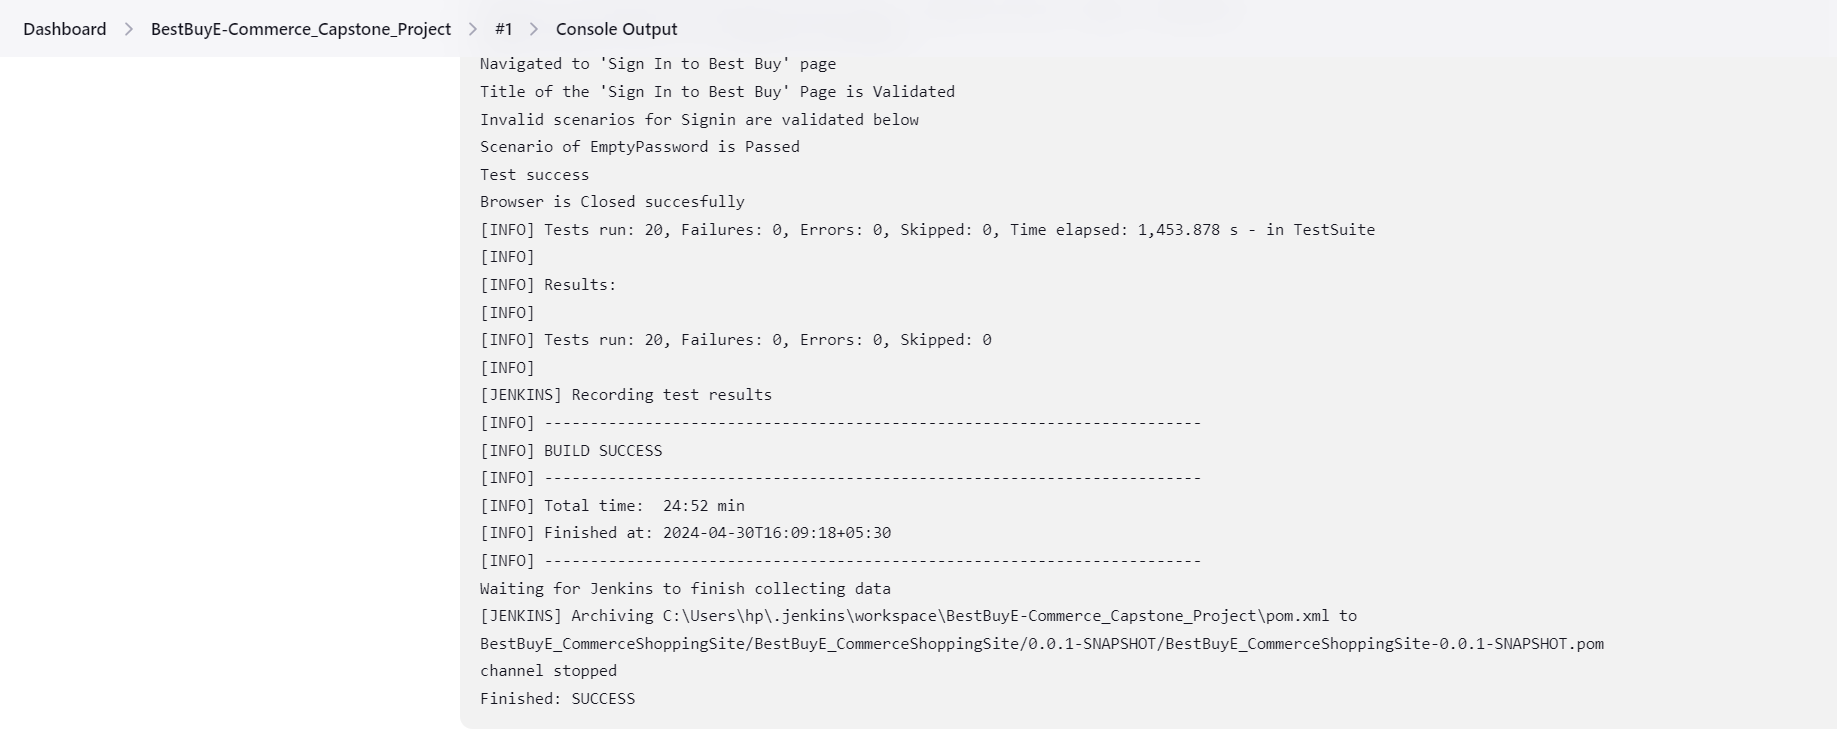 Dashboard > BestBuyE-Commerce_Capstone_Project > #1 > Console Output
Navigated to 'Sign In to Best Buy' page
Title of the 'Sign In to Best Buy' Page is Validated
Invalid scenarios for Signin are validated below
Scenario of EmptyPassword is Passed
Test success
Browser is Closed succesfully
[INFO] Tests run: 20, Failures: 0, Errors: 0, Skipped: 0, Time elapsed: 1,453.878 s - in TestSuite
[INFO]
[INFO] Results:
[INFO]
[INFO] Tests run: 20, Failures: 0, Errors: 0, Skipped: 0
[INFO]
[JENKINS] Recording test results
[INFO] ------------------------------------------------------------------------
[INFO] BUILD SUCCESS
[INFO] ------------------------------------------------------------------------
[INFO] Total time:  24:52 min
[INFO] Finished at: 2024-04-30T16:09:18+05:30
[INFO] ------------------------------------------------------------------------
Waiting for Jenkins to finish collecting data
[JENKINS] Archiving C:\Users\hp\.jenkins\workspace\BestBuyE-Commerce_Capstone_Project\pom.xml to
BestBuyE_CommerceShoppingSite/BestBuyE_CommerceShoppingSite/0.0.1-SNAPSHOT/BestBuyE_CommerceShoppingSite-0.0.1-SNAPSHOT.pom
channel stopped
Finished: SUCCESS